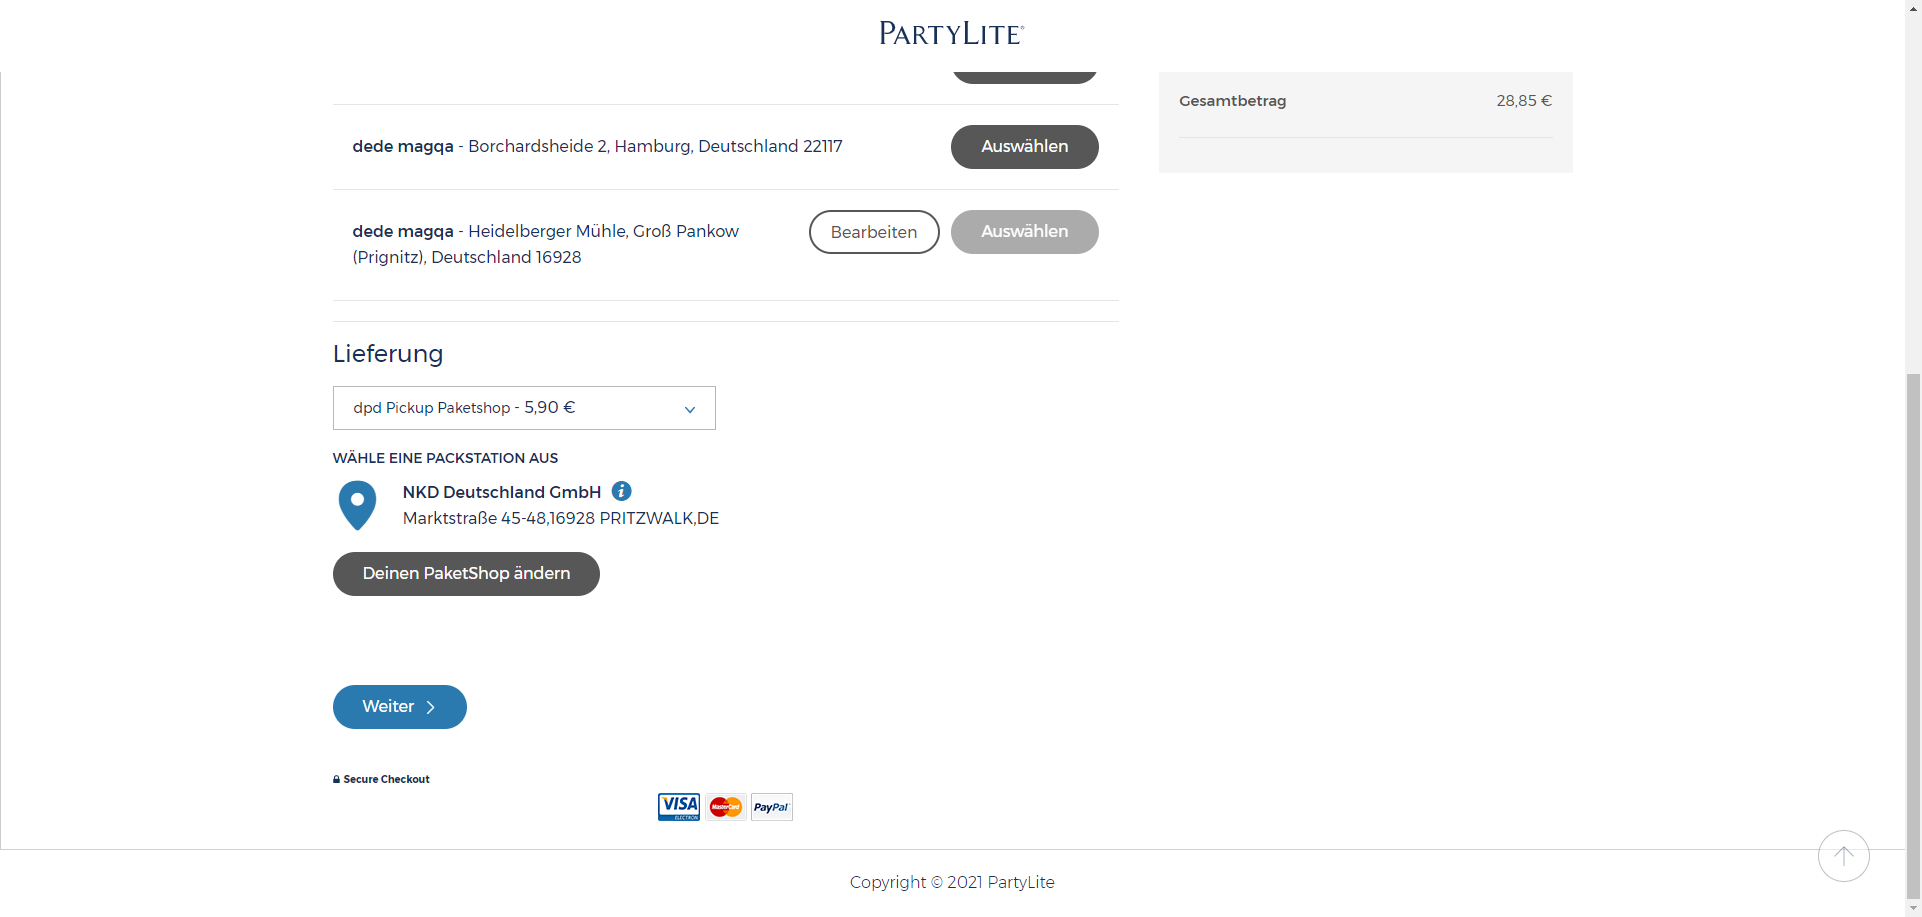 PARTYLITE®
Gesamtbetrag 28,85 €
dede magqa - Borchardsheide 2, Hamburg, Deutschland 22117
Auswählen
dede magqa - Heidelberger Mühle, Groß Pankow
(Prignitz), Deutschland 16928
Bearbeiten
Auswählen
Lieferung
dpd Pickup Paketshop - 5,90 €
WÄHLE EINE PACKSTATION AUS
NKD Deutschland GmbH i
Marktstraße 45-48,16928 PRITZWALK,DE
Deinen PaketShop ändern
Weiter
Secure Checkout
VISA
ELECTRON
MasterCard
PayPal
Copyright © 2021 PartyLite